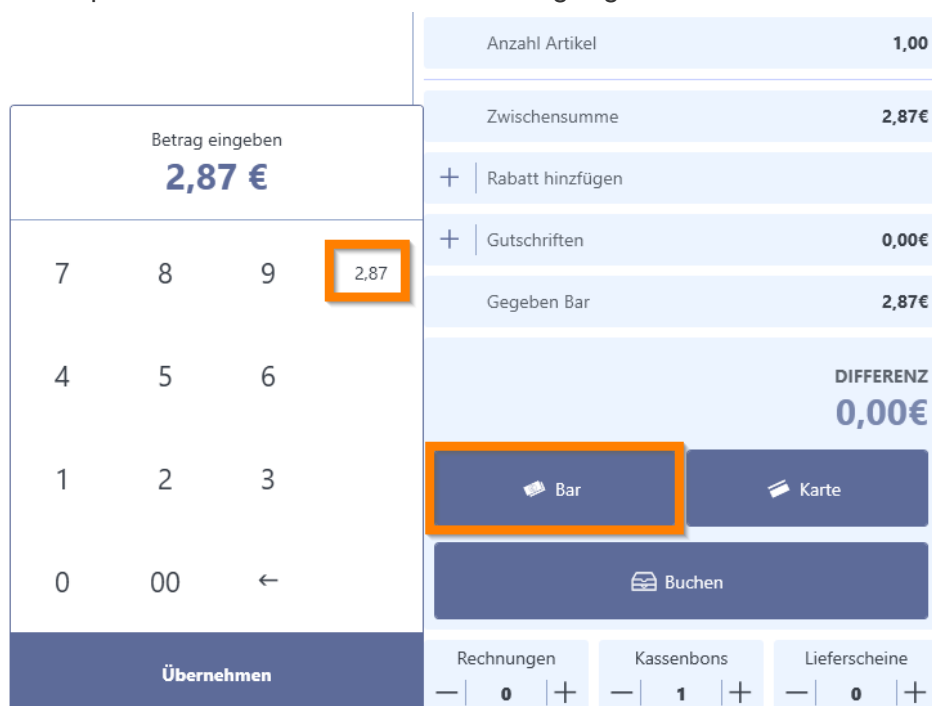 Anzahl Artikel 1,00
Zwischensumme 2,87€
Betrag eingeben
2,87 €
+ Rabatt hinzfügen
+ Gutschriften 0,00€
7 8 9 2,87
Gegeben Bar 2,87€
4 5 6
DIFFERENZ
0,00€
1 2 3
Bar Karte
0 00 ←
Buchen
Übernehmen
Rechnungen Kassenbons Lieferscheine
— 0 + — 1 + — 0 +